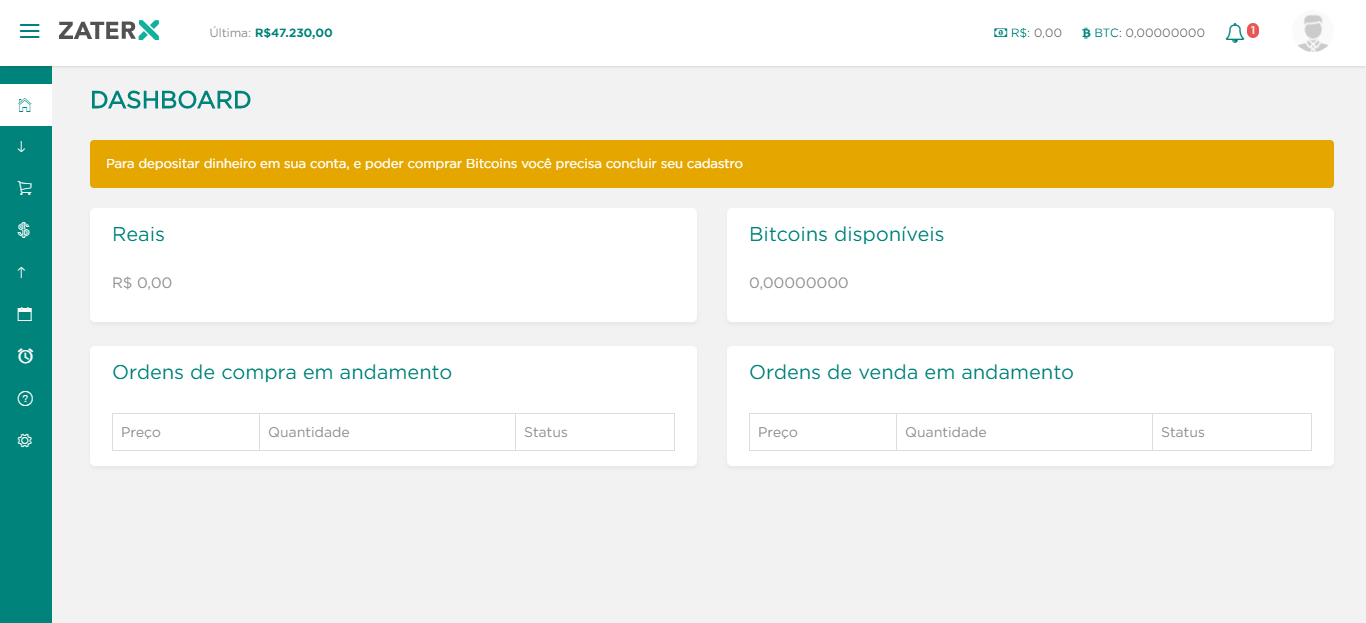 ZATERX
Última: R$47.230,00
R$: 0,00
BTC: 0,00000000
1
DASHBOARD
Para depositar dinheiro em sua conta, e poder comprar Bitcoins você precisa concluir seu cadastro
Reais
R$ 0,00
Bitcoins disponíveis
0,00000000
Ordens de compra em andamento
Preço Quantidade Status
Ordens de venda em andamento
Preço Quantidade Status